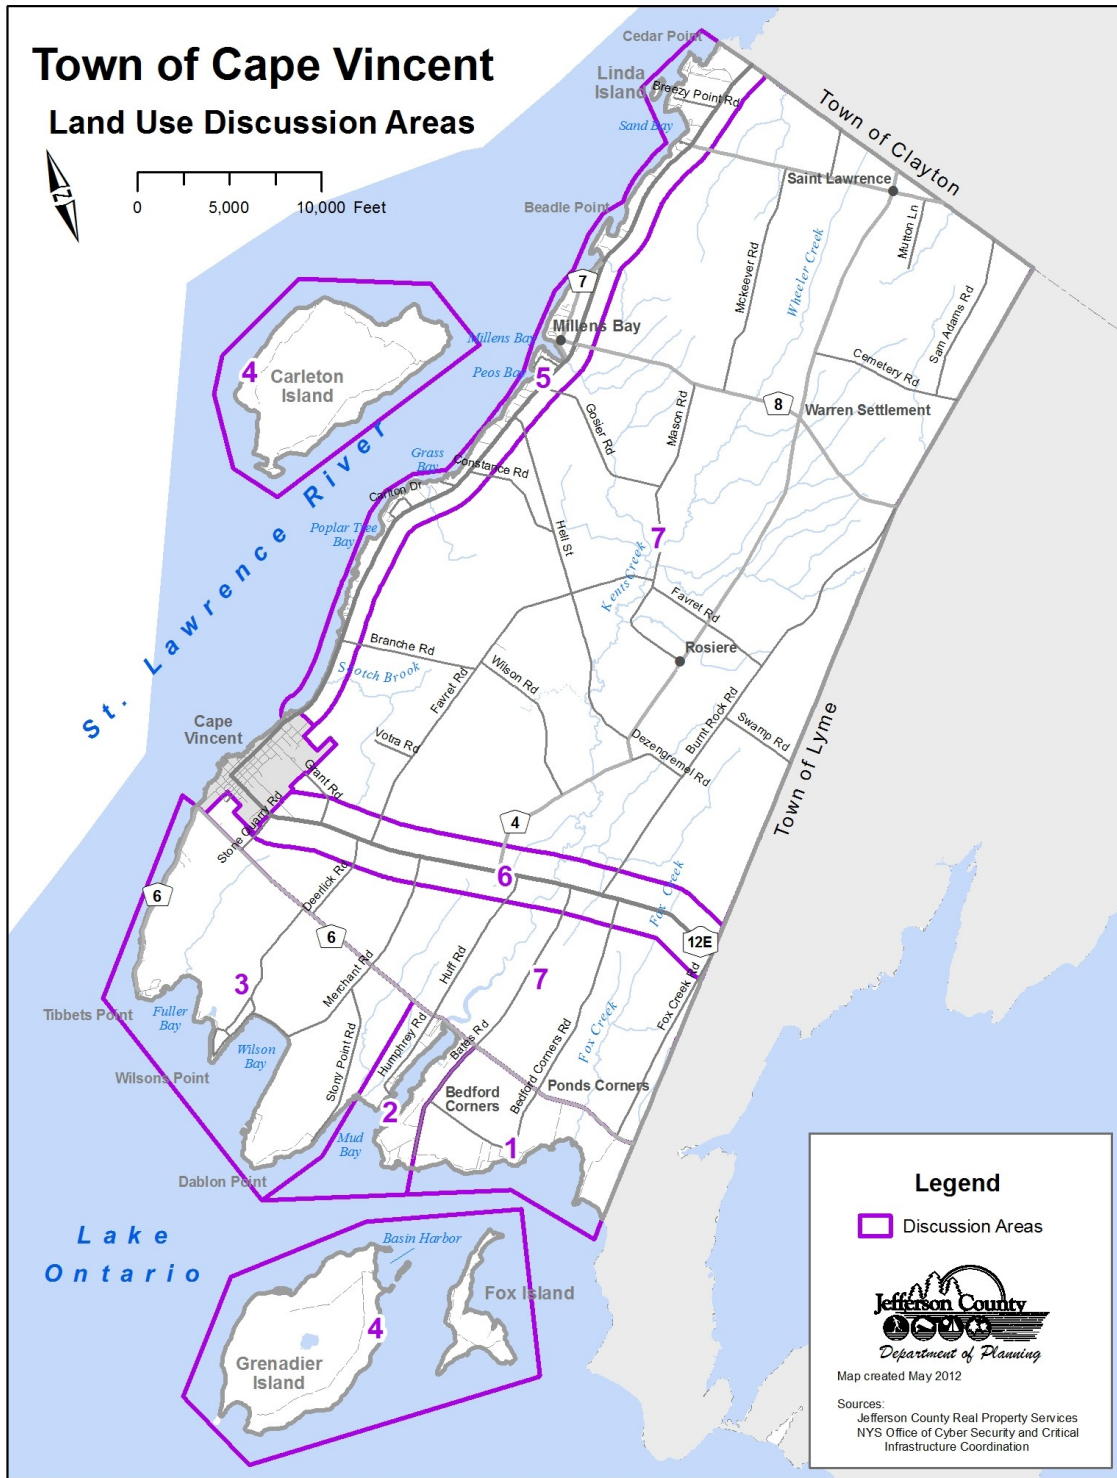 Town of Cape Vincent
Land Use Discussion Areas
N
0 5,000 10,000 Feet
Cedar Point
Linda
Island
Breezy Point Rd
Sand Bay
Town of Clayton
Saint Lawrence
Beadle Point
Mutton Ln
Mckeever Rd
Wheeler Creek
Sam Adams Rd
7
Millens Bay
Millens Bay
Peos Bay
5
4
Carleton
Island
Cemetery Rd
8
Warren Settlement
Gosier Rd
Mason Rd
Grass
Bay
Constance Rd
Carlton Dr
Poplar Tree
Bay
Hell St
7
Kents Creek
St. Lawrence River
Favret Rd
Rosiere
Branche Rd
Scotch Brook
Favret Rd
Wilson Rd
Burnt Rock Rd
Swamp Rd
Dezengremel Rd
Town of Lyme
Cape
Vincent
Votra Rd
Grant Rd
Stone Quarry Rd
4
6
Fox Creek
12E
6
Deerlick Rd
6
Merchant Rd
Huff Rd
7
3
Tibbets Point
Fuller
Bay
Wilson
Bay
Wilsons Point
Stony Point Rd
Humphrey Rd
Bates Rd
Bedford Corners Rd
Fox Creek
Fox Creek Rd
Bedford
Corners
Ponds Corners
2
1
Mud
Bay
Dablon Point
Lake
Ontario
Basin Harbor
Fox Island
4
Grenadier
Island
Legend
Discussion Areas
Jefferson County
Department of Planning
Map created May 2012
Sources:
Jefferson County Real Property Services
NYS Office of Cyber Security and Critical
Infrastructure Coordination